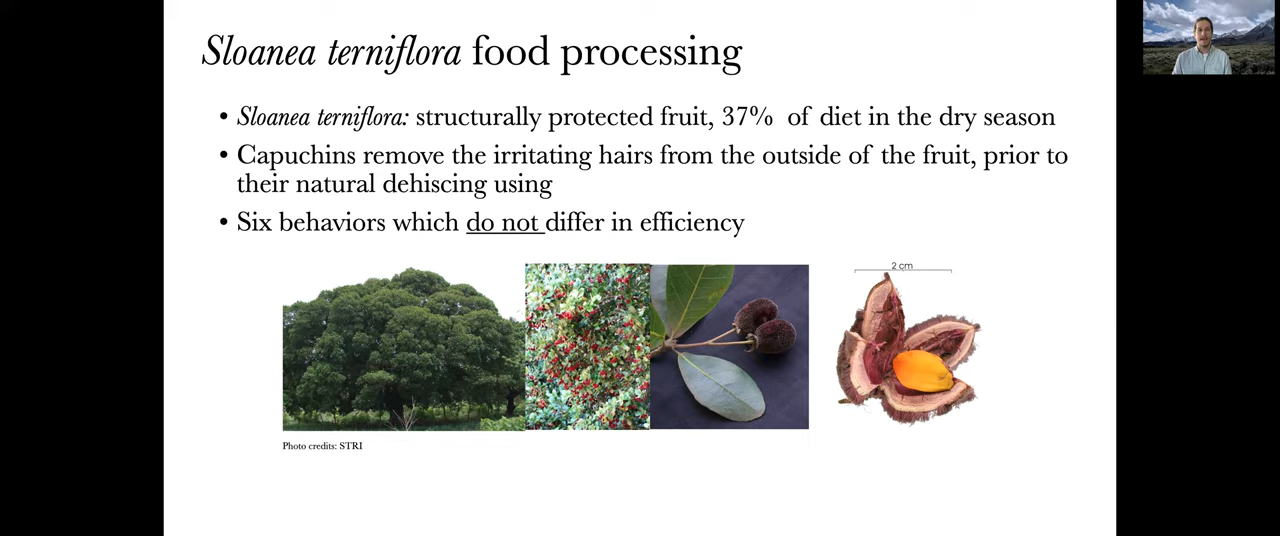 Sloanea terniflora food processing
• Sloanea terniflora: structurally protected fruit, 37% of diet in the dry season
• Capuchins remove the irritating hairs from the outside of the fruit, prior to
their natural dehiscing using
• Six behaviors which do not differ in efficiency
2 cm
Photo credits: STRI